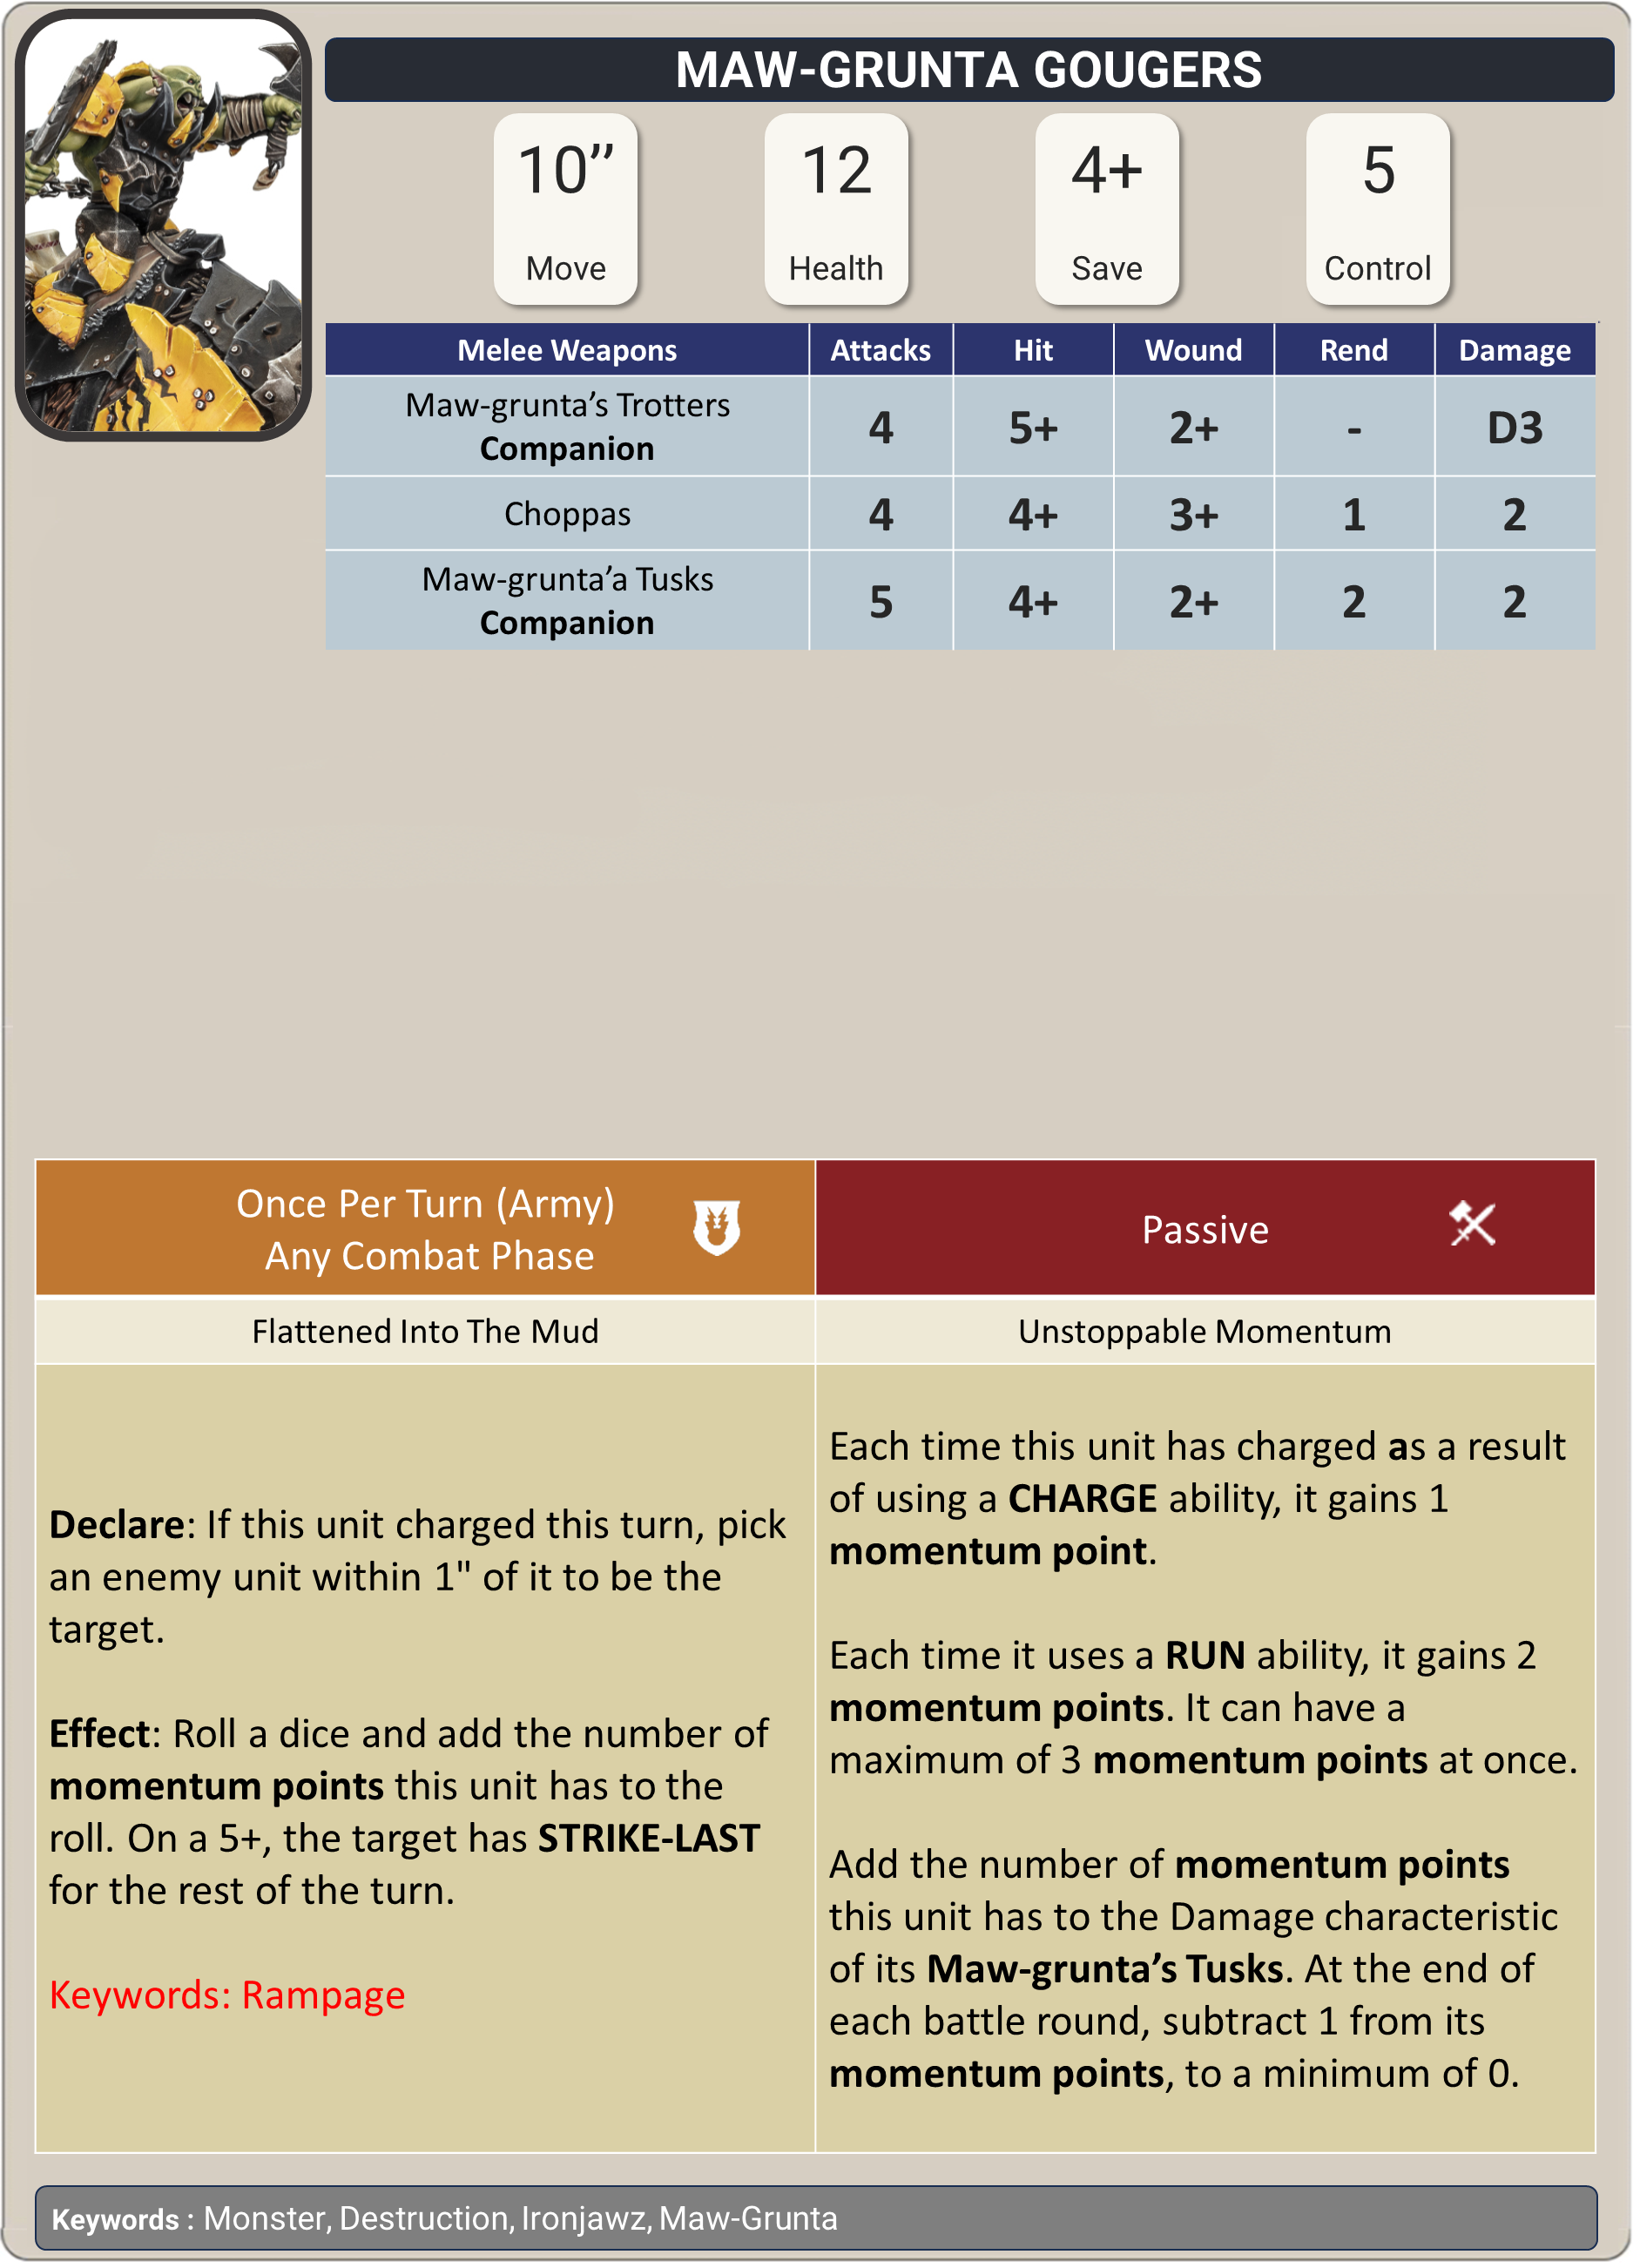 MAW-GRUNTA GOUGERS
10”
Move
12
Health
4+
Save
5
Control
Melee Weapons Attacks Hit Wound Rend Damage
Maw-grunta’s Trotters
Companion
4 5+ 2+ - D3
Choppas 4 4+ 3+ 1 2
Maw-grunta’a Tusks
Companion
5 4+ 2+ 2 2
Once Per Turn (Army)
Any Combat Phase
Flattened Into The Mud
Declare: If this unit charged this turn, pick
an enemy unit within 1" of it to be the
target.
Effect: Roll a dice and add the number of
momentum points this unit has to the
roll. On a 5+, the target has STRIKE-LAST
for the rest of the turn.
Keywords: Rampage
Passive
Unstoppable Momentum
Each time this unit has charged as a result
of using a CHARGE ability, it gains 1
momentum point.
Each time it uses a RUN ability, it gains 2
momentum points. It can have a
maximum of 3 momentum points at once.
Add the number of momentum points
this unit has to the Damage characteristic
of its Maw-grunta’s Tusks. At the end of
each battle round, subtract 1 from its
momentum points, to a minimum of 0.
Keywords : Monster, Destruction, Ironjawz, Maw-Grunta